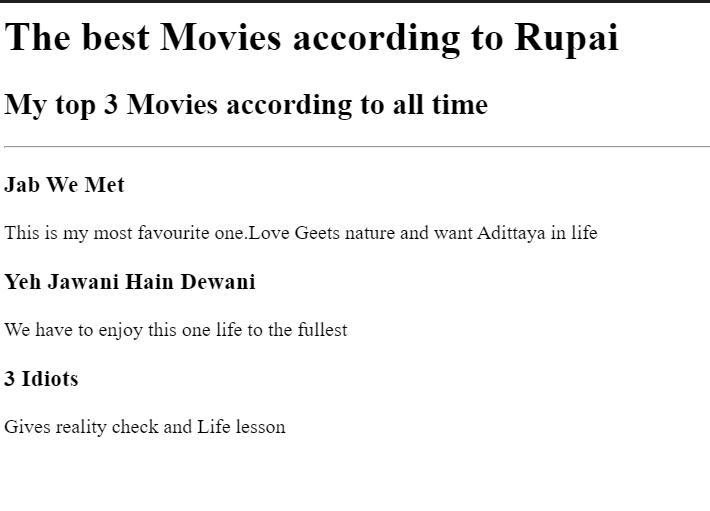 The best Movies according to Rupai
My top 3 Movies according to all time
Jab We Met
This is my most favourite one.Love Geets nature and want Adittaya in life
Yeh Jawani Hain Dewani
We have to enjoy this one life to the fullest
3 Idiots
Gives reality check and Life lesson